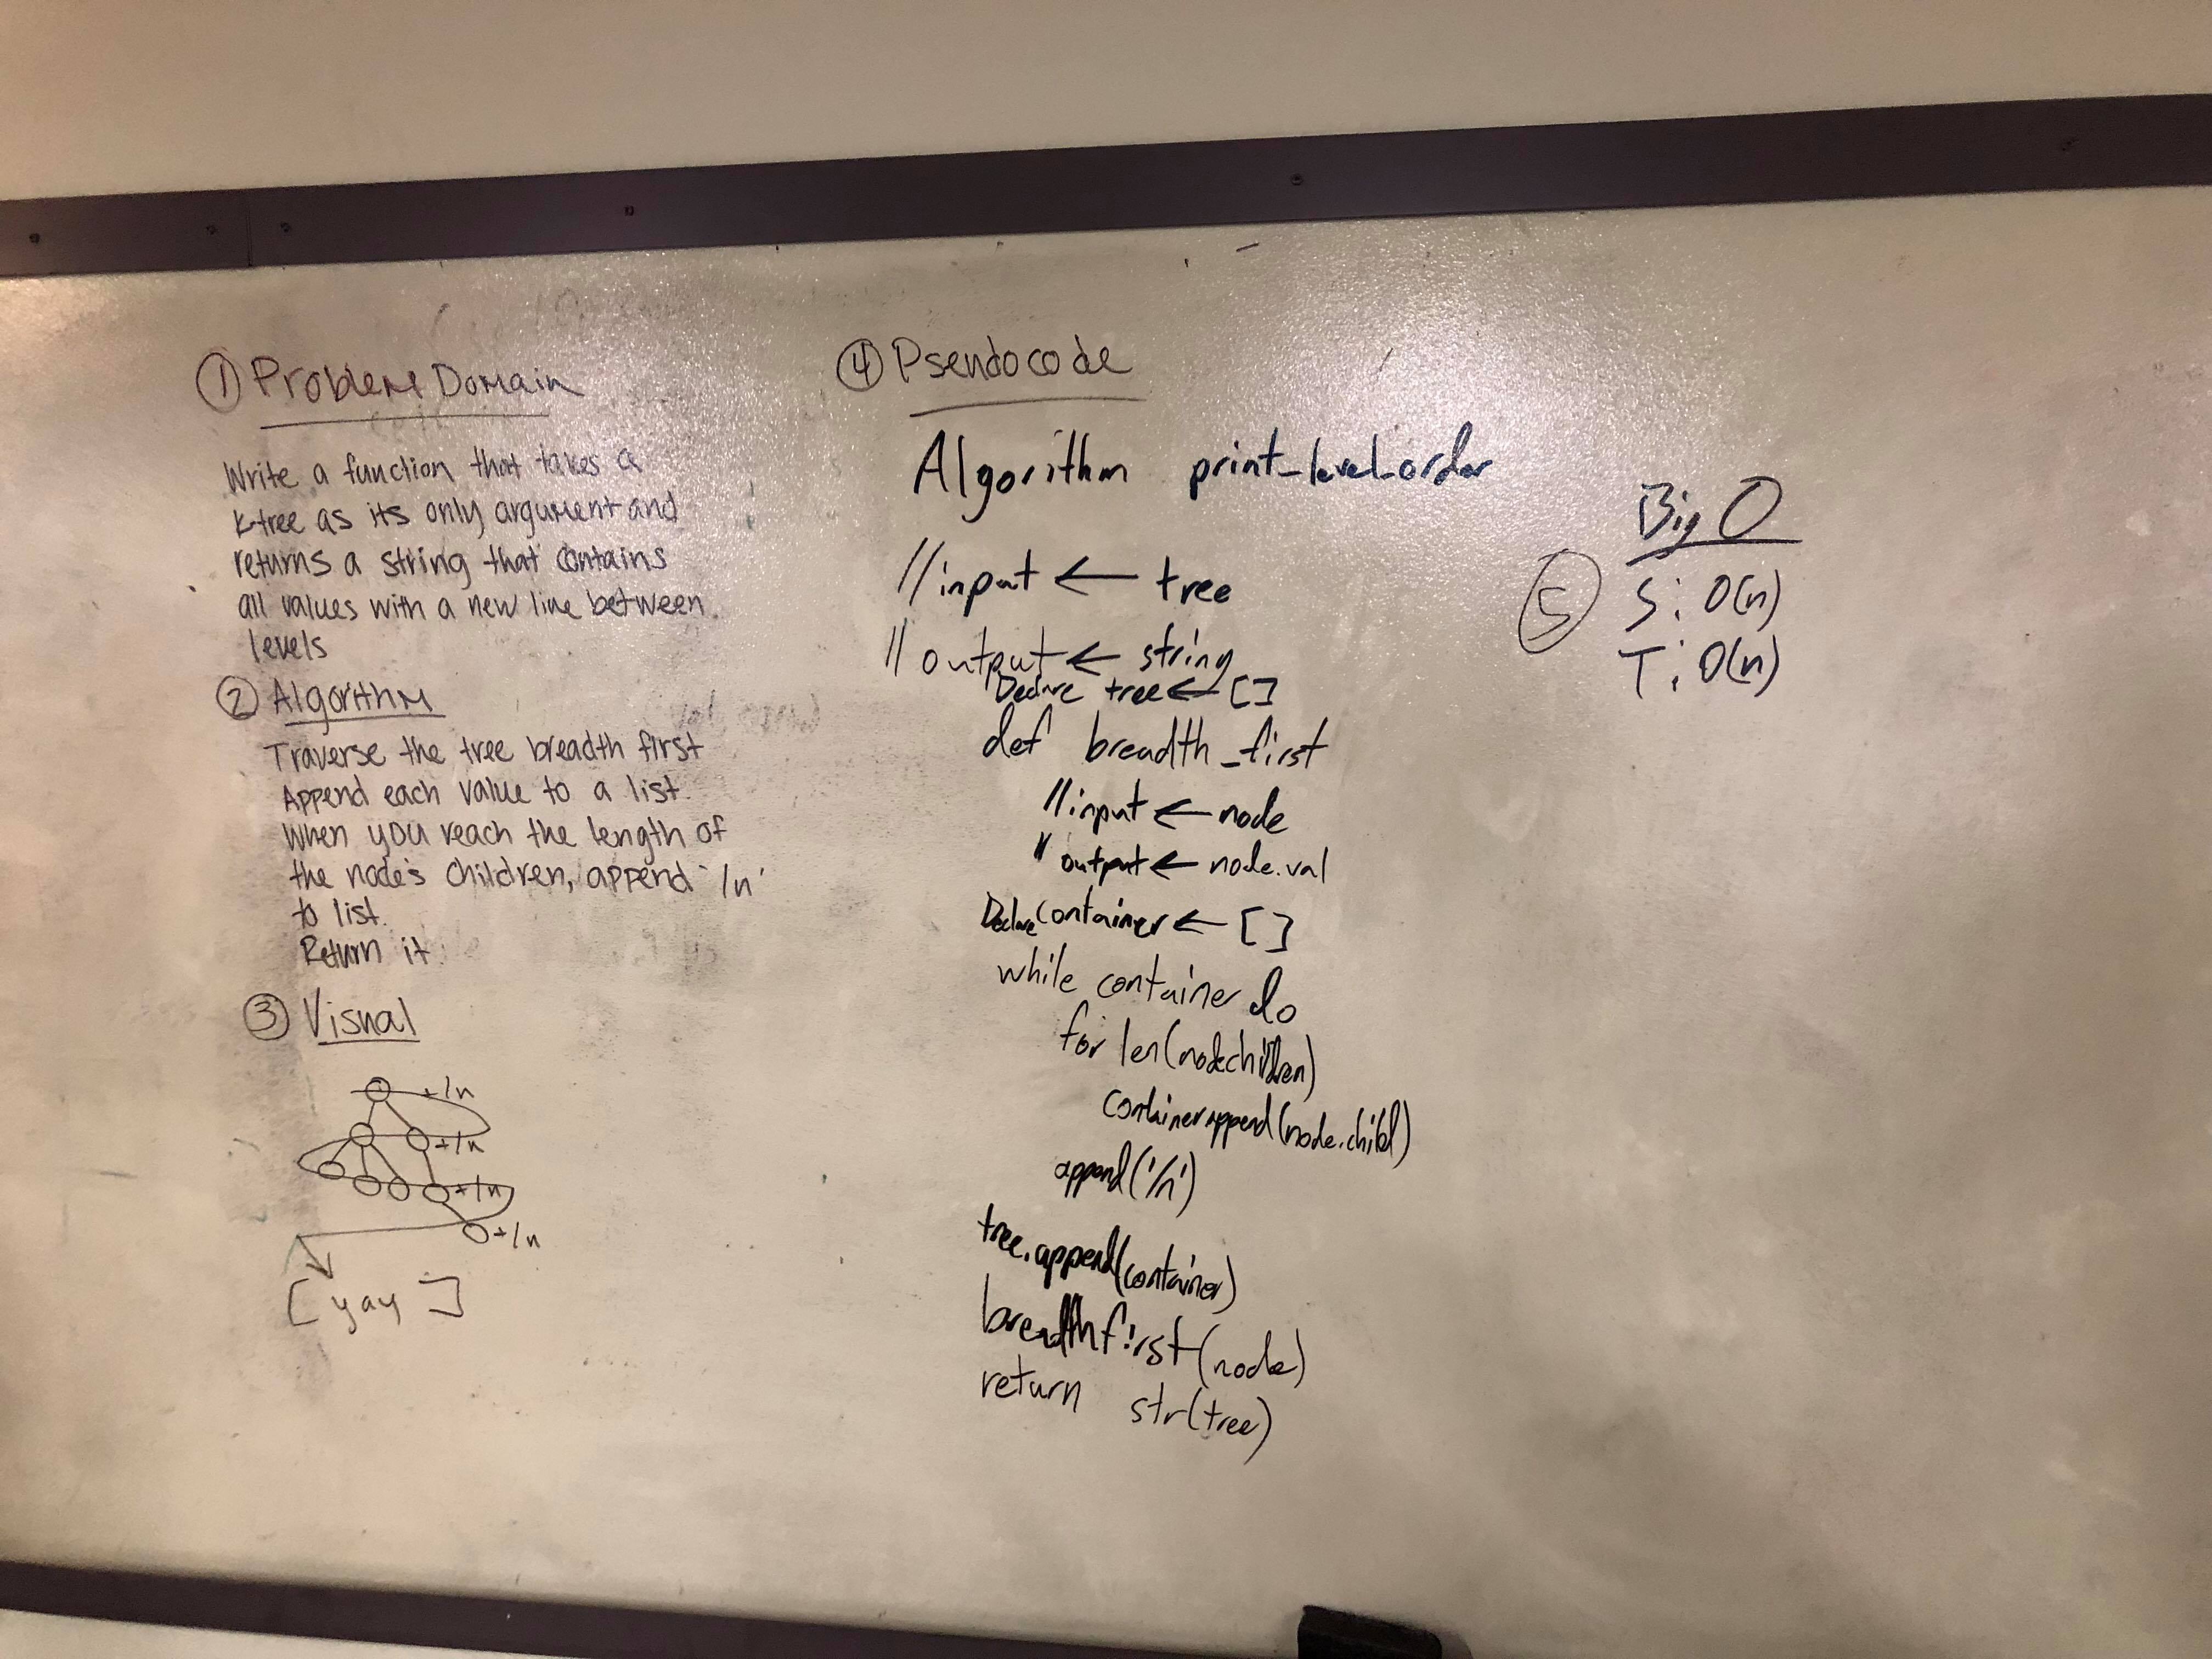 ① Problem Domain
Write a function that takes a
k-tree as its only argument and
returns a string that contains
all values with a new line between
levels
② Algorithm
Traverse the tree breadth first
Append each value to a list.
When you reach the length of
the node's children, append '/n'
to list.
Return it.
③ Visual
+/n
+/n
+/n
+/n
[ yay ]
④ Pseudocode
Algorithm print_level_order
//input ← tree
// output ← string
Declare tree ← []
def breadth_first
//input ← node
// output ← node.val
Declare container ← []
while container do
for len(node.children)
container.append(node.child)
append('/n')
tree.append(container)
breadthfirst(node)
return str(tree)
Big O
⑤ S: O(n)
T: O(n)